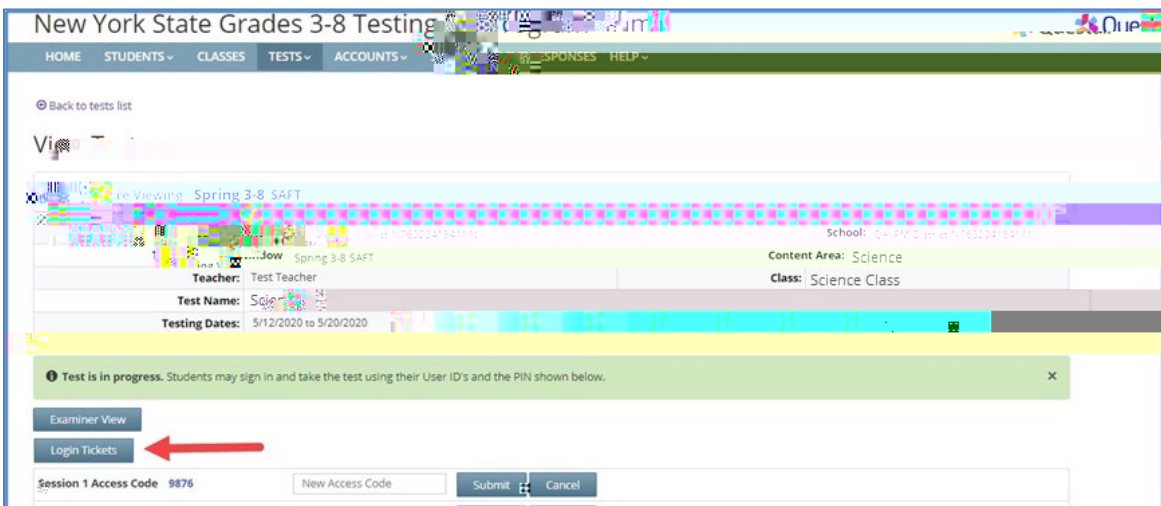 New York State Grades 3-8 Testing
HOME STUDENTS CLASSES TESTS ACCOUNTS RESPONSES HELP
Back to tests list
re Viewing Spring 3-8 SAFT
School:
Spring 3-8 SAFT Content Area: Science
Teacher: Test Teacher Class: Science Class
Test Name:
Testing Dates: 5/12/2020 to 5/20/2020
Test is in progress. Students may sign in and take the test using their User ID's and the PIN shown below. ×
Examiner View
Login Tickets
Session 1 Access Code 9876 New Access Code Submit Cancel